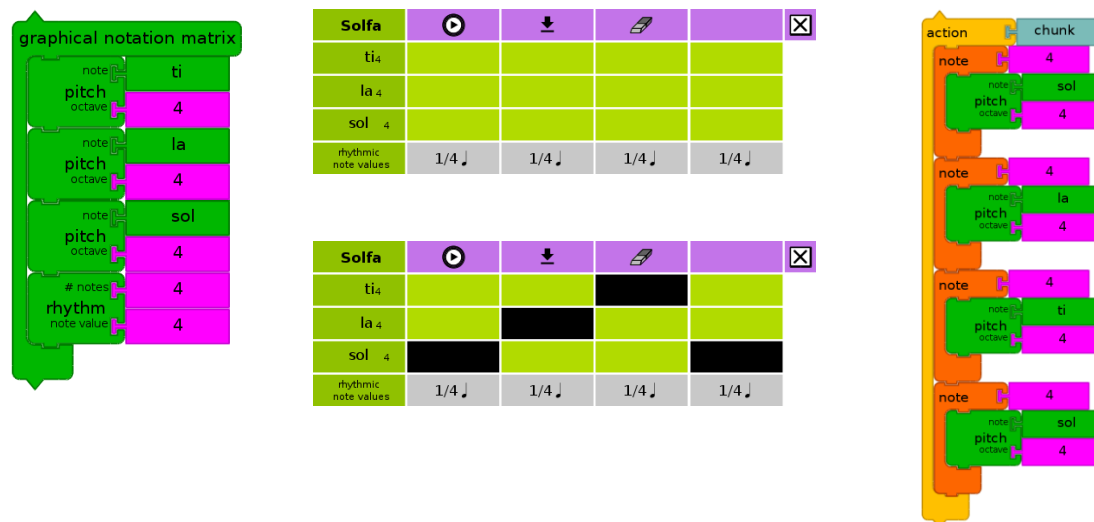 graphical notation matrix
note ti
pitch
octave 4
note la
pitch
octave 4
note sol
pitch
octave 4
# notes 4
rhythm
note value 4
Solfa
ti4
la 4
sol 4
rhythmic
note values 1/4 ♩ 1/4 ♩ 1/4 ♩ 1/4 ♩
Solfa
ti4
la 4
sol 4
rhythmic
note values 1/4 ♩ 1/4 ♩ 1/4 ♩ 1/4 ♩
action chunk
note 4
note sol
pitch
octave 4
note 4
note la
pitch
octave 4
note 4
note ti
pitch
octave 4
note 4
note sol
pitch
octave 4